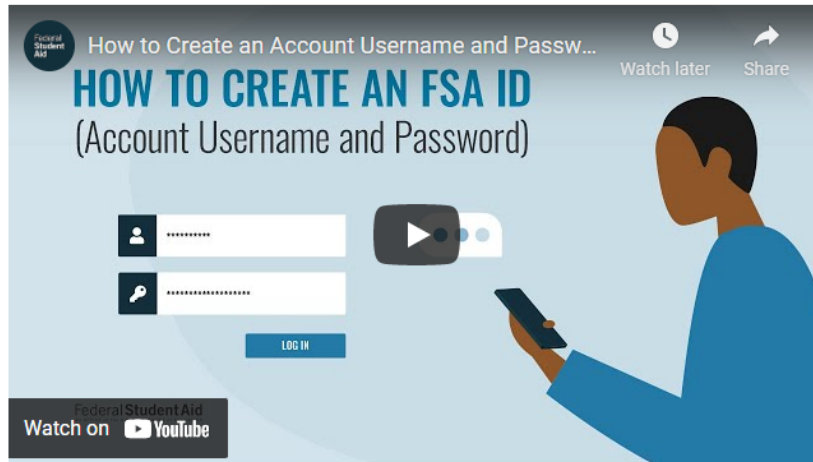 Federal
Student
Aid
How to Create an Account Username and Passw...
Watch later
Share
HOW TO CREATE AN FSA ID
(Account Username and Password)
**********
*******************
LOG IN
Federal Student Aid
Watch on YouTube